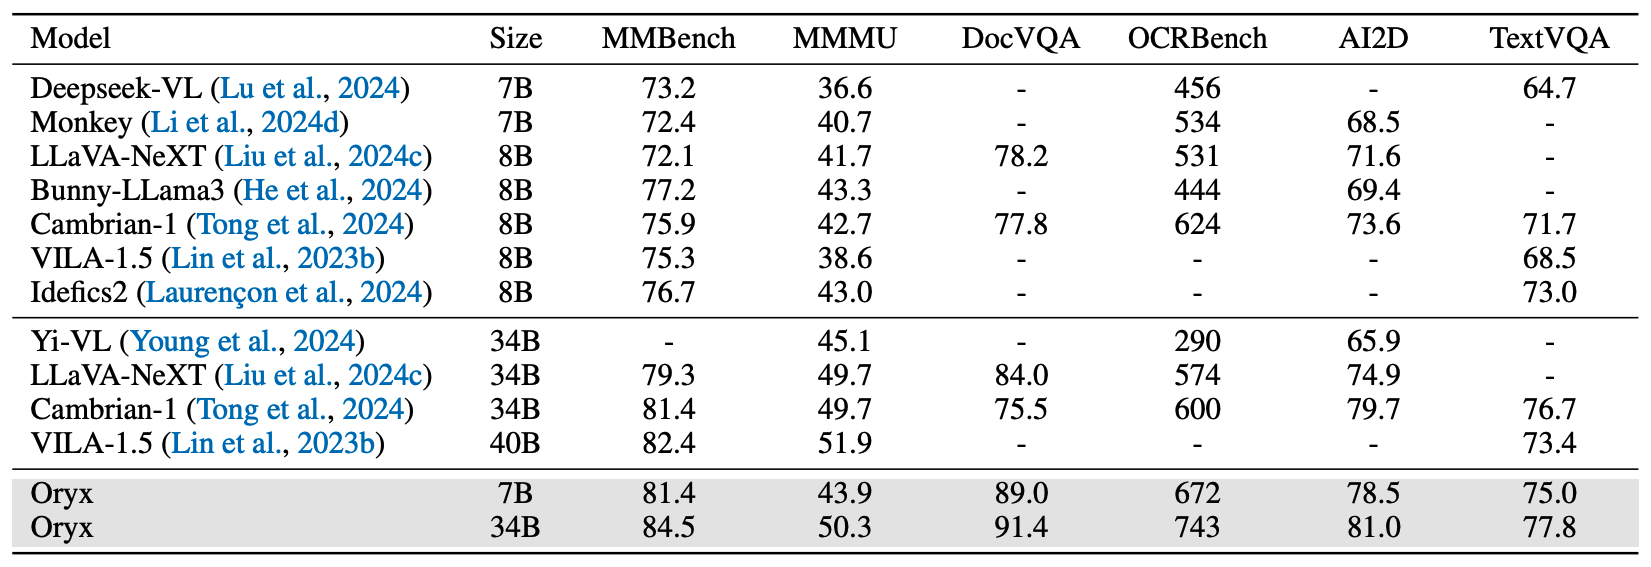 Model Size MMBench MMMU DocVQA OCRBench AI2D TextVQA
Deepseek-VL (Lu et al., 2024) 7B 73.2 36.6 - 456 - 64.7
Monkey (Li et al., 2024d) 7B 72.4 40.7 - 534 68.5 -
LLaVA-NeXT (Liu et al., 2024c) 8B 72.1 41.7 78.2 531 71.6 -
Bunny-LLama3 (He et al., 2024) 8B 77.2 43.3 - 444 69.4 -
Cambrian-1 (Tong et al., 2024) 8B 75.9 42.7 77.8 624 73.6 71.7
VILA-1.5 (Lin et al., 2023b) 8B 75.3 38.6 - - - 68.5
Idefics2 (Laurençon et al., 2024) 8B 76.7 43.0 - - - 73.0
Yi-VL (Young et al., 2024) 34B - 45.1 - 290 65.9 -
LLaVA-NeXT (Liu et al., 2024c) 34B 79.3 49.7 84.0 574 74.9 -
Cambrian-1 (Tong et al., 2024) 34B 81.4 49.7 75.5 600 79.7 76.7
VILA-1.5 (Lin et al., 2023b) 40B 82.4 51.9 - - - 73.4
Oryx 7B 81.4 43.9 89.0 672 78.5 75.0
Oryx 34B 84.5 50.3 91.4 743 81.0 77.8